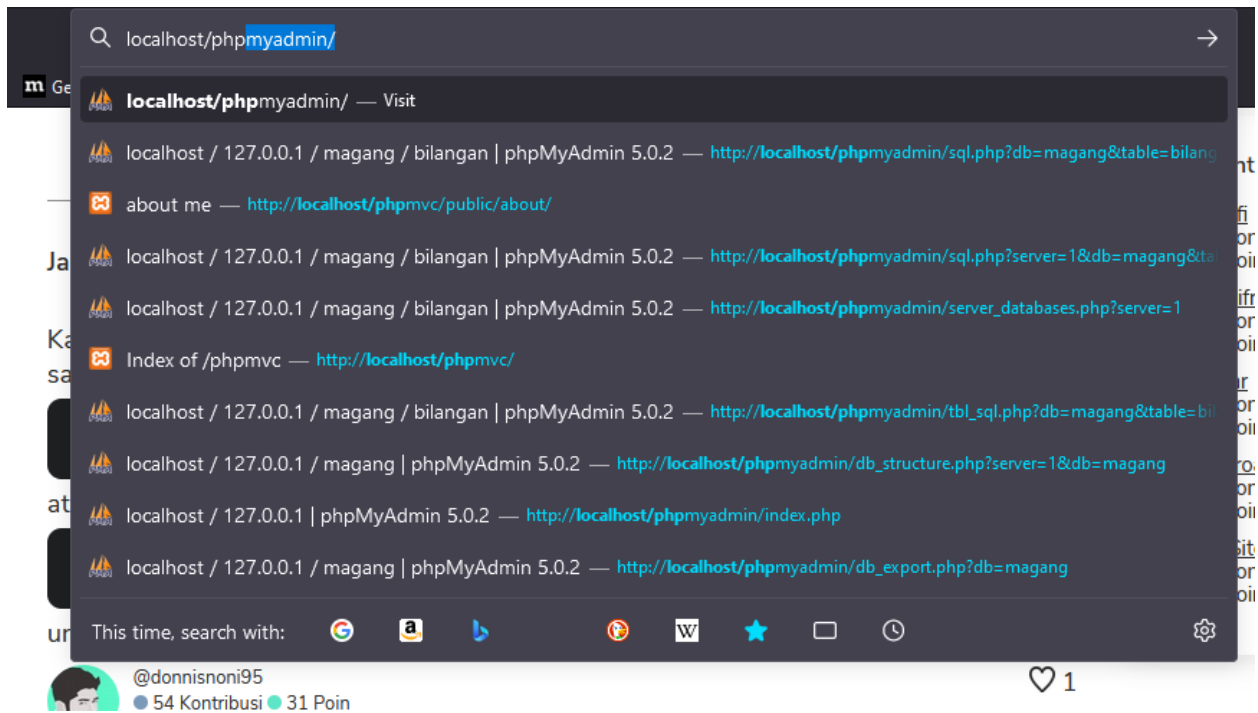 localhost/phpmyadmin/
m Ge
localhost/phpmyadmin/ — Visit
localhost / 127.0.0.1 / magang / bilangan | phpMyAdmin 5.0.2 — http://localhost/phpmyadmin/sql.php?db=magang&table=bilang
about me — http://localhost/phpmvc/public/about/
localhost / 127.0.0.1 / magang / bilangan | phpMyAdmin 5.0.2 — http://localhost/phpmyadmin/sql.php?server=1&db=magang&ta
Ja
localhost / 127.0.0.1 / magang / bilangan | phpMyAdmin 5.0.2 — http://localhost/phpmyadmin/server_databases.php?server=1
Ka
Index of /phpmvc — http://localhost/phpmvc/
sa
localhost / 127.0.0.1 / magang / bilangan | phpMyAdmin 5.0.2 — http://localhost/phpmyadmin/tbl_sql.php?db=magang&table=bi
localhost / 127.0.0.1 / magang | phpMyAdmin 5.0.2 — http://localhost/phpmyadmin/db_structure.php?server=1&db=magang
at
localhost / 127.0.0.1 | phpMyAdmin 5.0.2 — http://localhost/phpmyadmin/index.php
localhost / 127.0.0.1 / magang | phpMyAdmin 5.0.2 — http://localhost/phpmyadmin/db_export.php?db=magang
This time, search with:
@donnisnoni95
1
54 Kontribusi 31 Poin